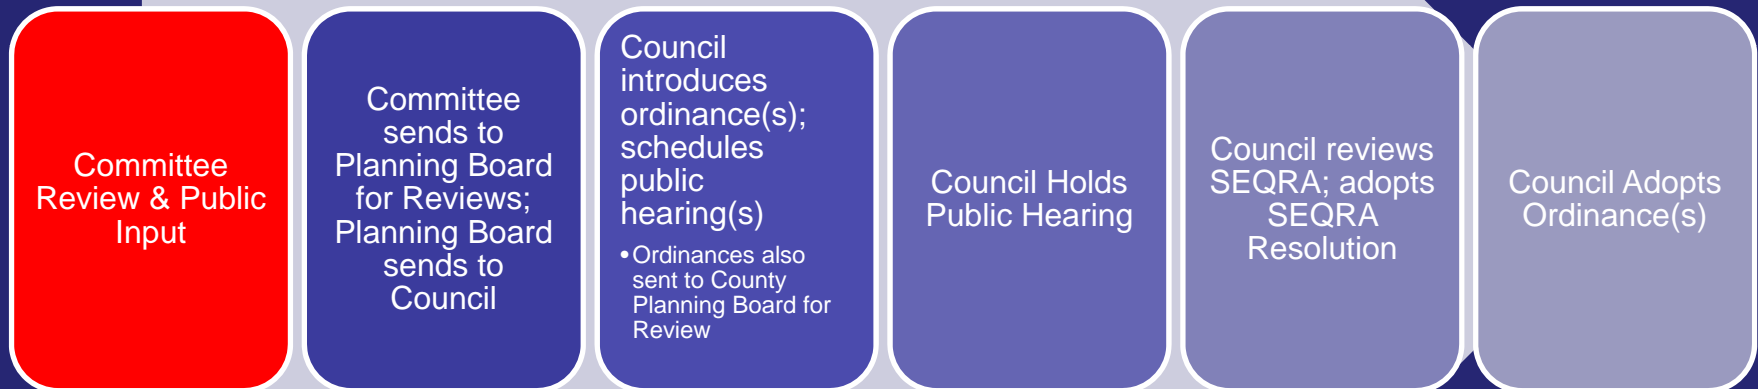 Committee
Review & Public
Input
Committee
sends to
Planning Board
for Reviews;
Planning Board
sends to
Council
Council
introduces
ordinance(s);
schedules
public
hearing(s)
•Ordinances also
sent to County
Planning Board for
Review
Council Holds
Public Hearing
Council reviews
SEQRA; adopts
SEQRA
Resolution
Council Adopts
Ordinance(s)